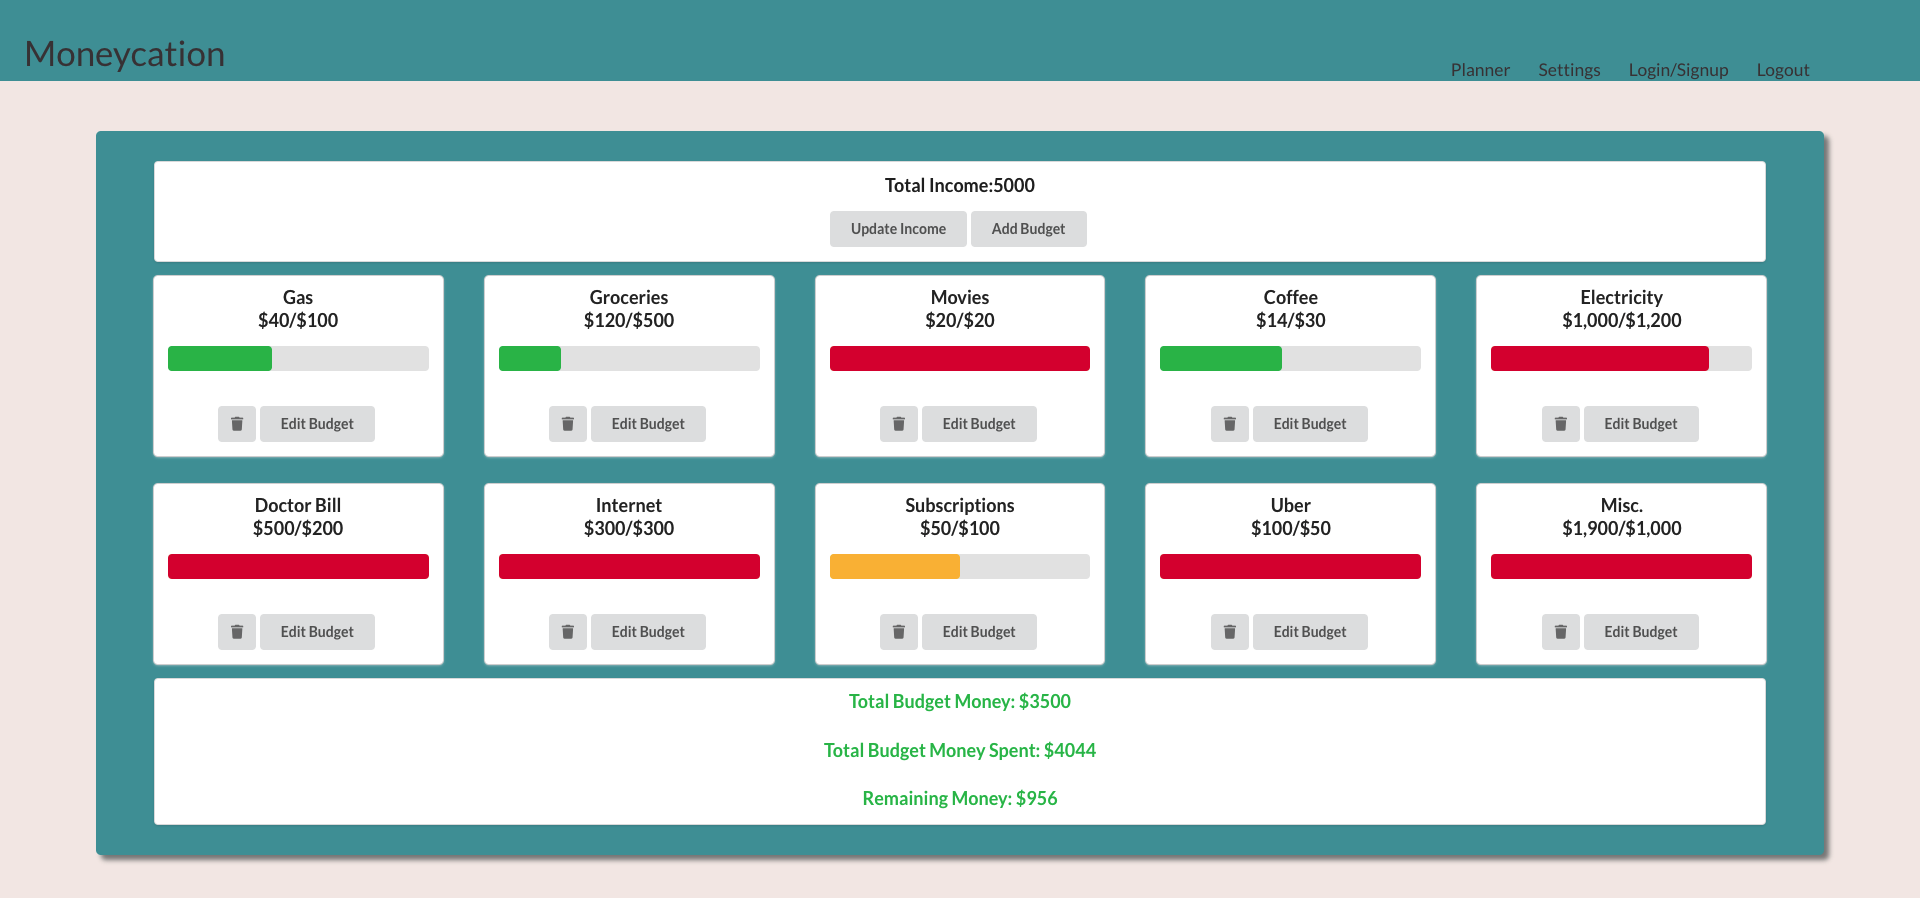 Moneycation
Planner Settings Login/Signup Logout
Total Income:5000
Update Income Add Budget
Gas
$40/$100
Edit Budget
Groceries
$120/$500
Edit Budget
Movies
$20/$20
Edit Budget
Coffee
$14/$30
Edit Budget
Electricity
$1,000/$1,200
Edit Budget
Doctor Bill
$500/$200
Edit Budget
Internet
$300/$300
Edit Budget
Subscriptions
$50/$100
Edit Budget
Uber
$100/$50
Edit Budget
Misc.
$1,900/$1,000
Edit Budget
Total Budget Money: $3500
Total Budget Money Spent: $4044
Remaining Money: $956